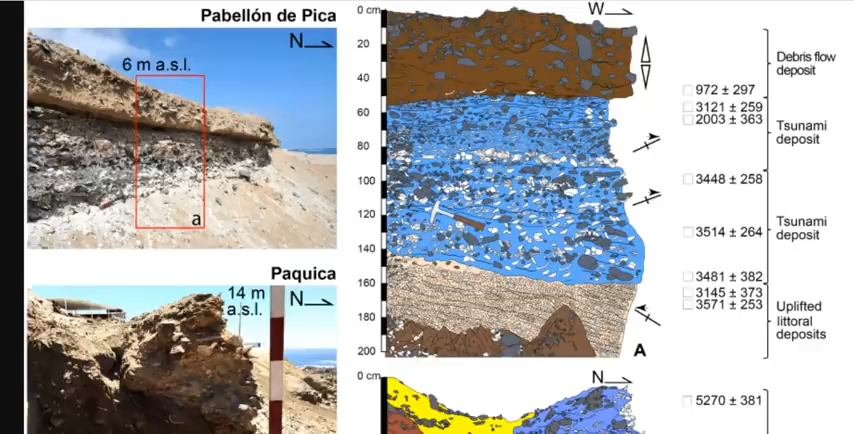 Pabellón de Pica
6 m a.s.l.
N
a
Paquica
14 m
a.s.l.
N
W
0 cm
20
40
60
80
100
120
140
160
180
200
A
972 ± 297
3121 ± 259
2003 ± 363
3448 ± 258
3514 ± 264
3481 ± 382
3145 ± 373
3571 ± 253
Debris flow
deposit
Tsunami
deposit
Tsunami
deposit
Uplifted
littoral
deposits
0 cm
N
5270 ± 381